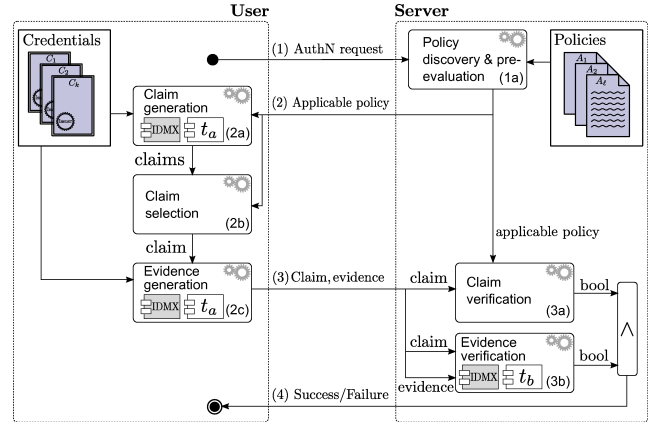 User
Server
Credentials
C1
C2
Ck
(1) AuthN request
Policy
discovery & pre-
evaluation
(1a)
Policies
A1
A2
Aℓ
Claim
generation
IDMX
ta
(2a)
(2) Applicable policy
claims
Claim
selection
(2b)
claim
applicable policy
Evidence
generation
IDMX
ta
(2c)
(3) Claim, evidence
claim
Claim
verification
(3a)
bool
∧
claim
evidence
Evidence
verification
IDMX
tb
(3b)
bool
(4) Success/Failure